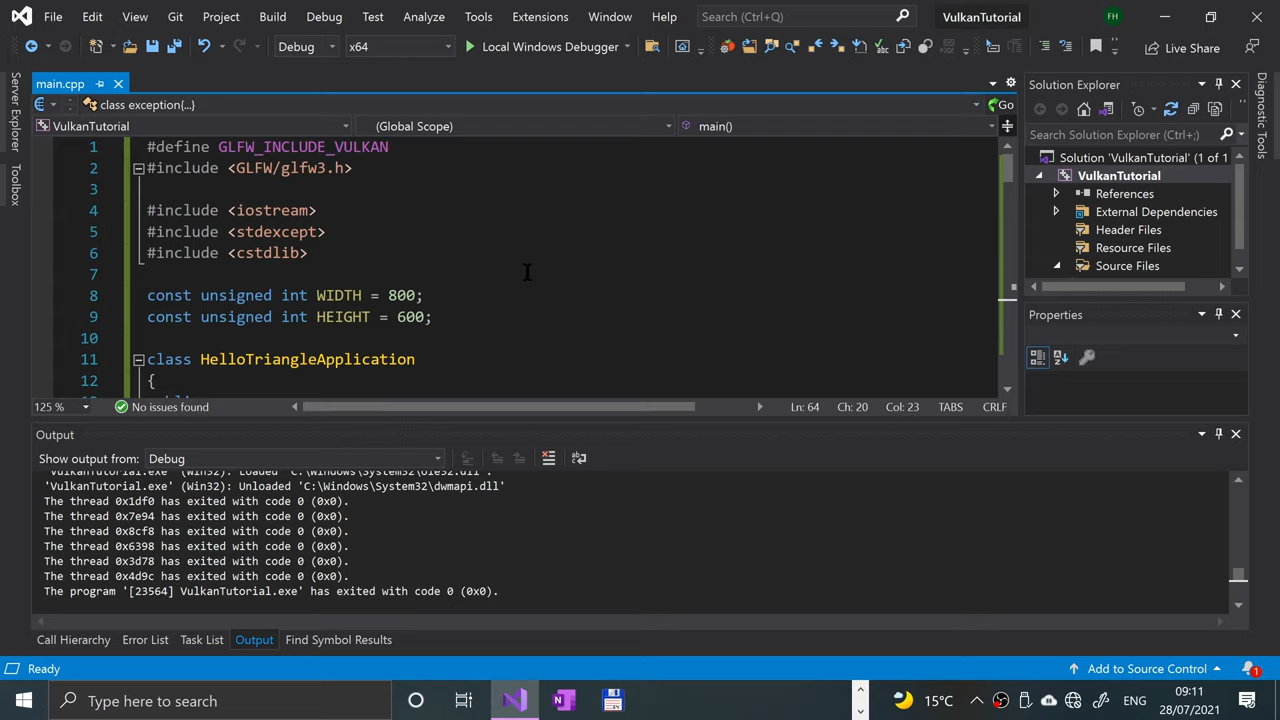 File Edit View Git Project Build Debug Test Analyze Tools Extensions Window Help Search (Ctrl+Q) VulkanTutorial FH
Debug x64 Local Windows Debugger Live Share
main.cpp
class exception{...} Go
VulkanTutorial (Global Scope) main()
1 #define GLFW_INCLUDE_VULKAN
2 #include <GLFW/glfw3.h>
3
4 #include <iostream>
5 #include <stdexcept>
6 #include <cstdlib>
7
8 const unsigned int WIDTH = 800;
9 const unsigned int HEIGHT = 600;
10
11 class HelloTriangleApplication
12 {
125 % No issues found Ln: 64 Ch: 20 Col: 23 TABS CRLF
Server Explorer
Toolbox
Solution Explorer
Search Solution Explorer (Ctrl+;)
Solution 'VulkanTutorial' (1 of 1
VulkanTutorial
References
External Dependencies
Header Files
Resource Files
Source Files
Properties
Diagnostic Tools
Output
Show output from: Debug
'VulkanTutorial.exe' (Win32): Loaded 'C:\Windows\System32\ole32.dll'.
'VulkanTutorial.exe' (Win32): Unloaded 'C:\Windows\System32\dwmapi.dll'
The thread 0x1df0 has exited with code 0 (0x0).
The thread 0x7e94 has exited with code 0 (0x0).
The thread 0x8cf8 has exited with code 0 (0x0).
The thread 0x6398 has exited with code 0 (0x0).
The thread 0x3d78 has exited with code 0 (0x0).
The thread 0x4d9c has exited with code 0 (0x0).
The program '[23564] VulkanTutorial.exe' has exited with code 0 (0x0).
Call Hierarchy Error List Task List Output Find Symbol Results
Ready Add to Source Control 1
Type here to search 15°C ENG 09:11
28/07/2021